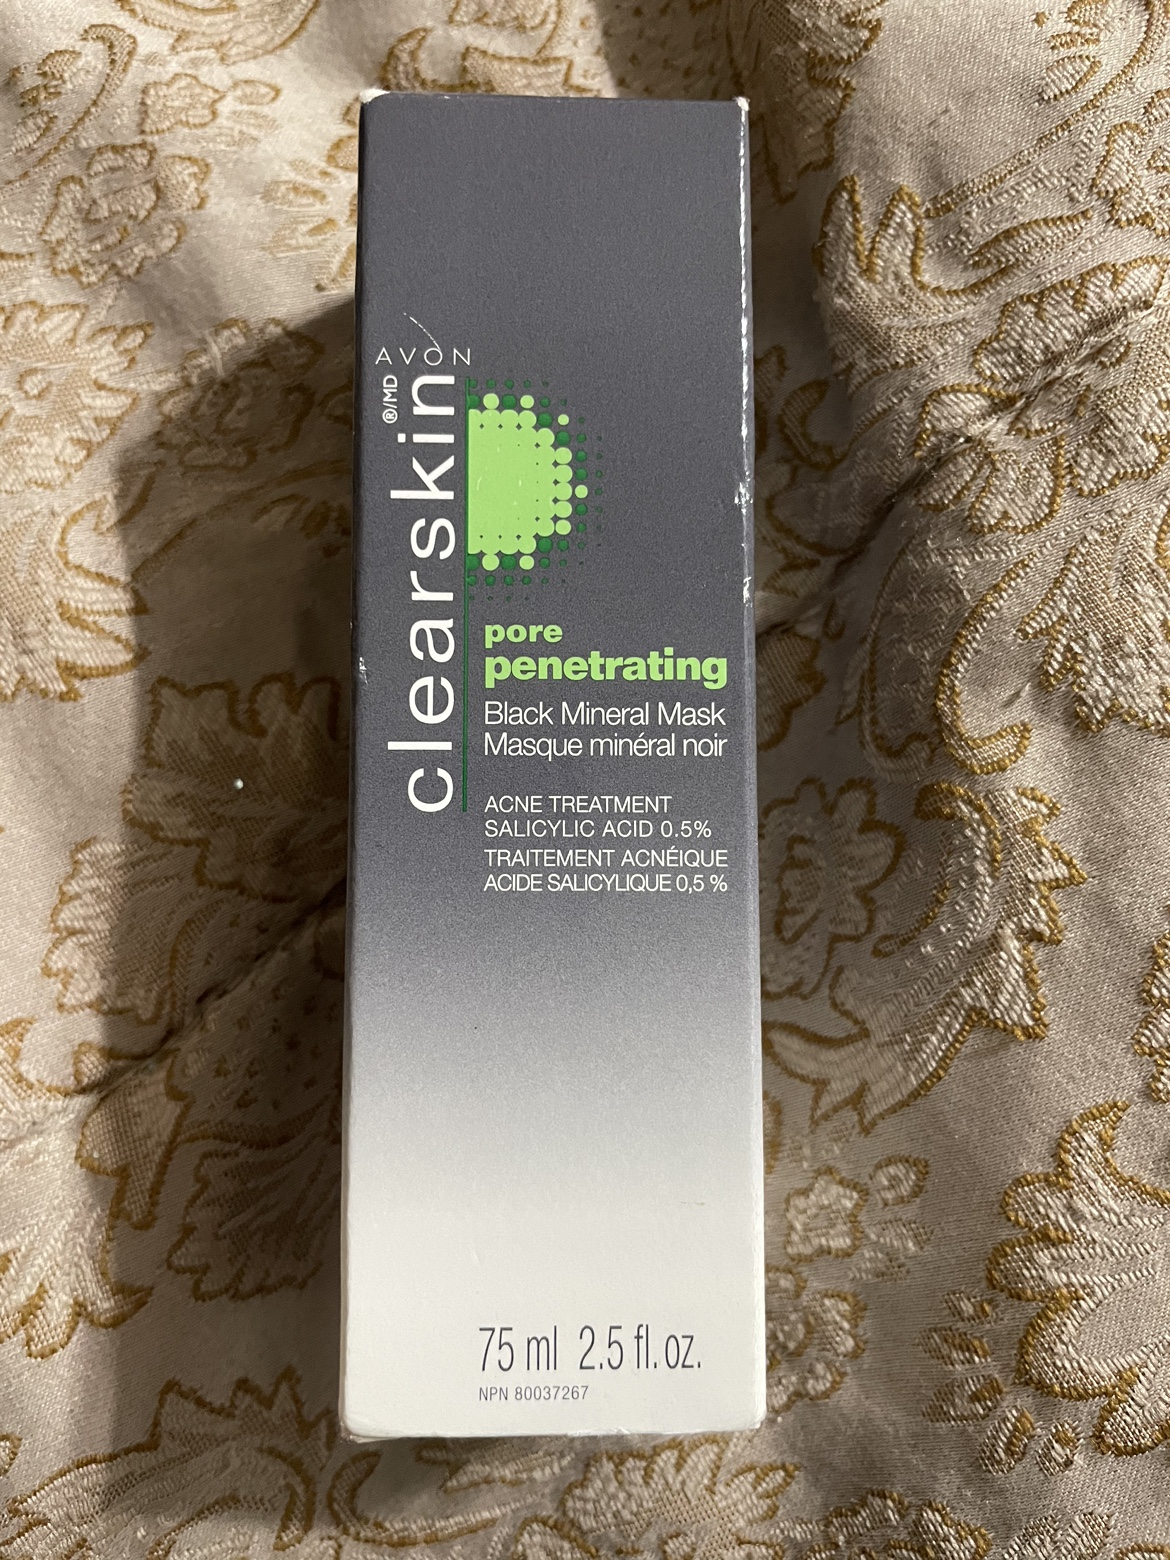 AVON
clearskin ®/MD
pore
penetrating
Black Mineral Mask
Masque minéral noir
ACNE TREATMENT
SALICYLIC ACID 0.5%
TRAITEMENT ACNÉIQUE
ACIDE SALICYLIQUE 0,5 %
75 ml 2.5 fl. oz.
NPN 80037267